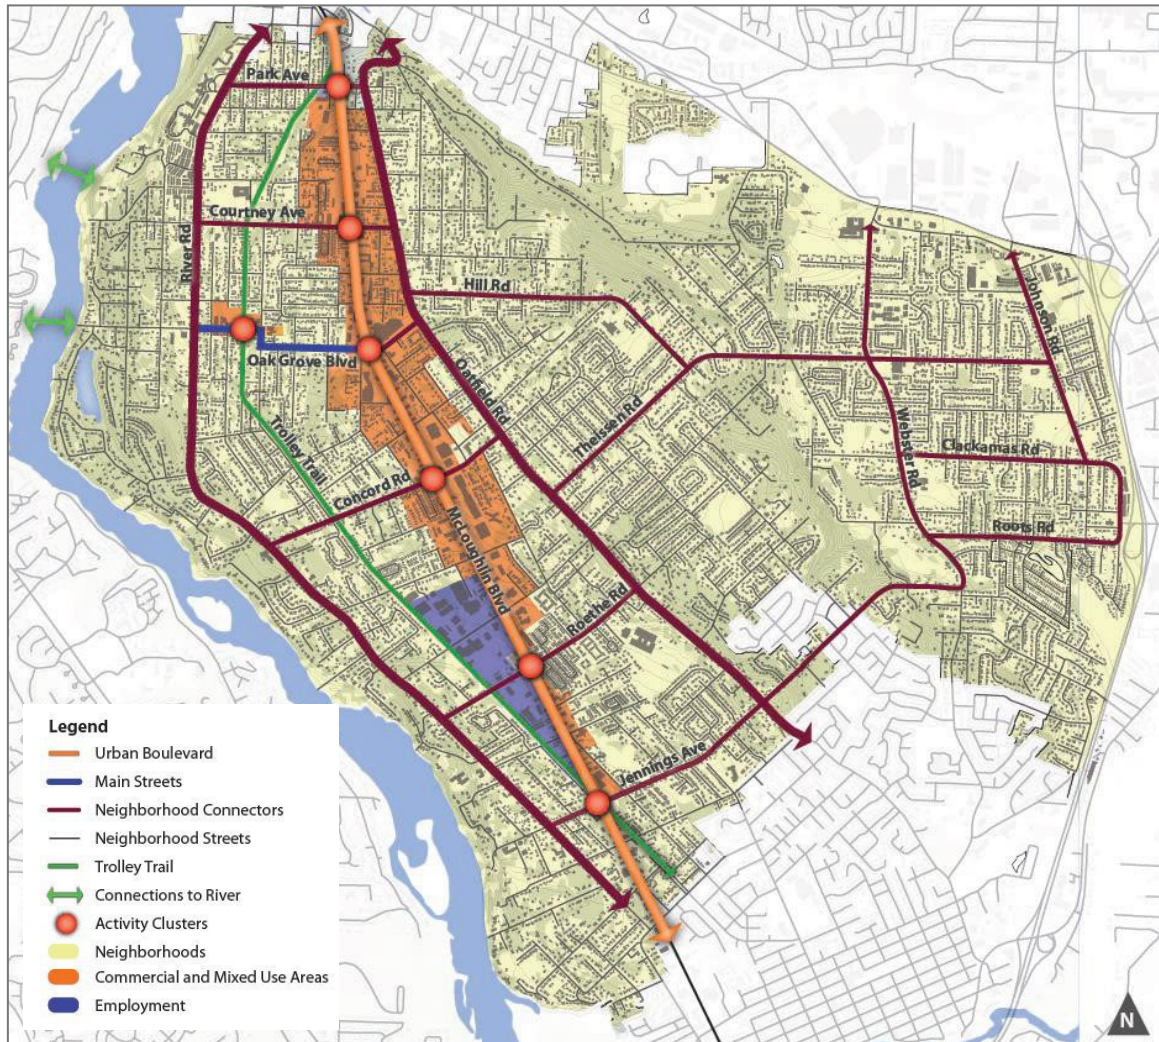 Park Ave
Courtney Ave
River Rd
Hill Rd
Johnson Rd
Oak Grove Blvd
Oatfield Rd
Theissen Rd
Trolley Trail
Webster Rd
Clackamas Rd
Concord Rd
McLoughlin Blvd
Roots Rd
Roethe Rd
Jennings Ave
Legend
Urban Boulevard
Main Streets
Neighborhood Connectors
Neighborhood Streets
Trolley Trail
Connections to River
Activity Clusters
Neighborhoods
Commercial and Mixed Use Areas
Employment
N